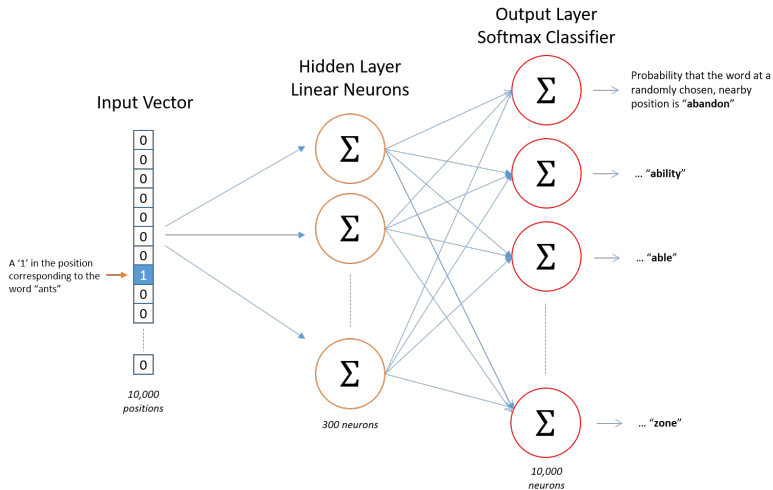 Output Layer
Softmax Classifier
Hidden Layer
Linear Neurons
Input Vector
0
0
0
0
0
0
0
1
0
0
0
A ‘1’ in the position
corresponding to the
word “ants”
10,000
positions
Σ
Σ
Σ
300 neurons
Σ
Σ
Σ
Σ
10,000
neurons
Probability that the word at a
randomly chosen, nearby
position is “abandon”
... “ability”
... “able”
... “zone”